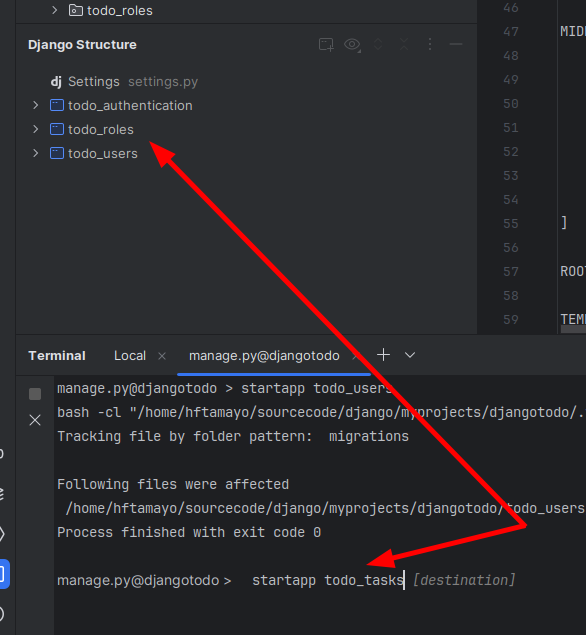 todo_roles
46
Django Structure
47 MIDI
48
dj Settings settings.py
49
todo_authentication
50
todo_roles
51
todo_users
52
53
54
55 ]
56
57 ROOT
58
59 TEMP
Terminal Local manage.py@djangotodo
manage.py@djangotodo > startapp todo_users
bash -cl "/home/hftamayo/sourcecode/django/myprojects/djangotodo/.
Tracking file by folder pattern:  migrations
Following files were affected
/home/hftamayo/sourcecode/django/myprojects/djangotodo/todo_users
Process finished with exit code 0
manage.py@djangotodo > startapp todo_tasks [destination]